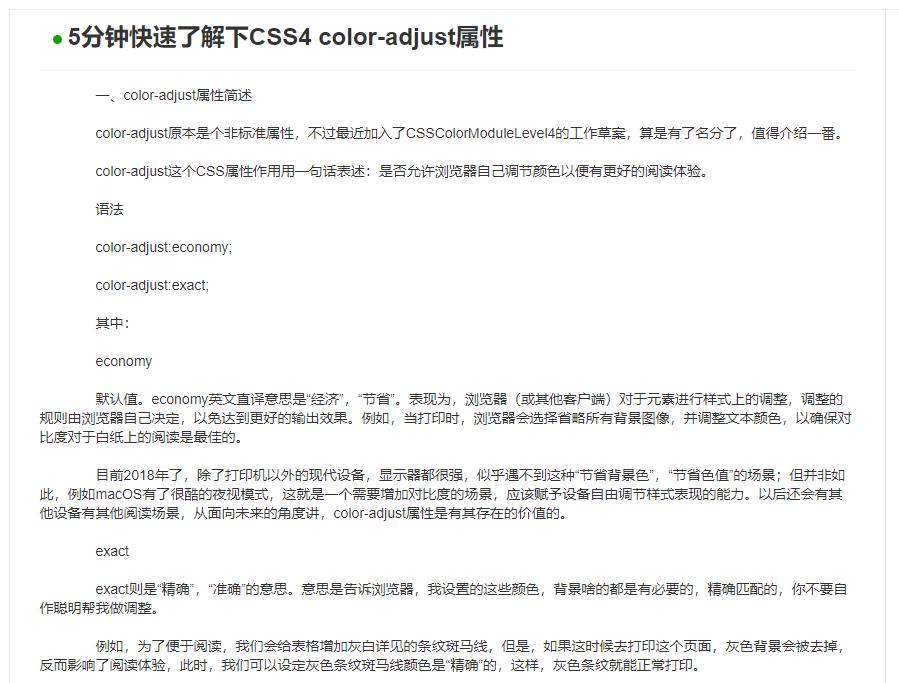 5分钟快速了解下CSS4 color-adjust属性
一、color-adjust属性简述
color-adjust原本是个非标准属性，不过最近加入了CSSColorModuleLevel4的工作草案，算是有了名分了，值得介绍一番。
color-adjust这个CSS属性作用用一句话表述：是否允许浏览器自己调节颜色以便有更好的阅读体验。
语法
color-adjust:economy;
color-adjust:exact;
其中：
economy
默认值。economy英文直译意思是“经济”，“节省”。表现为，浏览器（或其他客户端）对于元素进行样式上的调整，调整的
规则由浏览器自己决定，以免达到更好的输出效果。例如，当打印时，浏览器会选择省略所有背景图像，并调整文本颜色，以确保对
比度对于白纸上的阅读是最佳的。
目前2018年了，除了打印机以外的现代设备，显示器都很强，似乎遇不到这种“节省背景色”，“节省色值”的场景；但并非如
此，例如macOS有了很酷的夜视模式，这就是一个需要增加对比度的场景，应该赋予设备自由调节样式表现的能力。以后还会有其
他设备有其他阅读场景，从面向未来的角度讲，color-adjust属性是有其存在的价值的。
exact
exact则是“精确”，“准确”的意思。意思是告诉浏览器，我设置的这些颜色，背景啥的都是有必要的，精确匹配的，你不要自
作聪明帮我做调整。
例如，为了便于阅读，我们会给表格增加灰白详见的条纹斑马线，但是，如果这时候去打印这个页面，灰色背景会被去掉，
反而影响了阅读体验，此时，我们可以设定灰色条纹斑马线颜色是“精确”的，这样，灰色条纹就能正常打印。